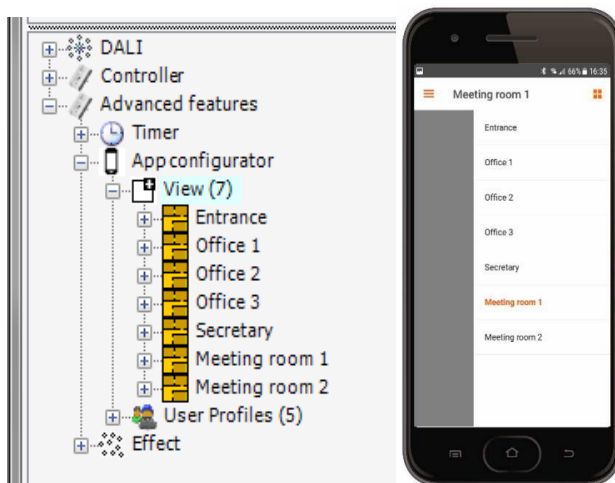 DALI
Controller
Advanced features
Timer
App configurator
View (7)
Entrance
Office 1
Office 2
Office 3
Secretary
Meeting room 1
Meeting room 2
User Profiles (5)
Effect
66% 16:35
Meeting room 1
Entrance
Office 1
Office 2
Office 3
Secretary
Meeting room 1
Meeting room 2